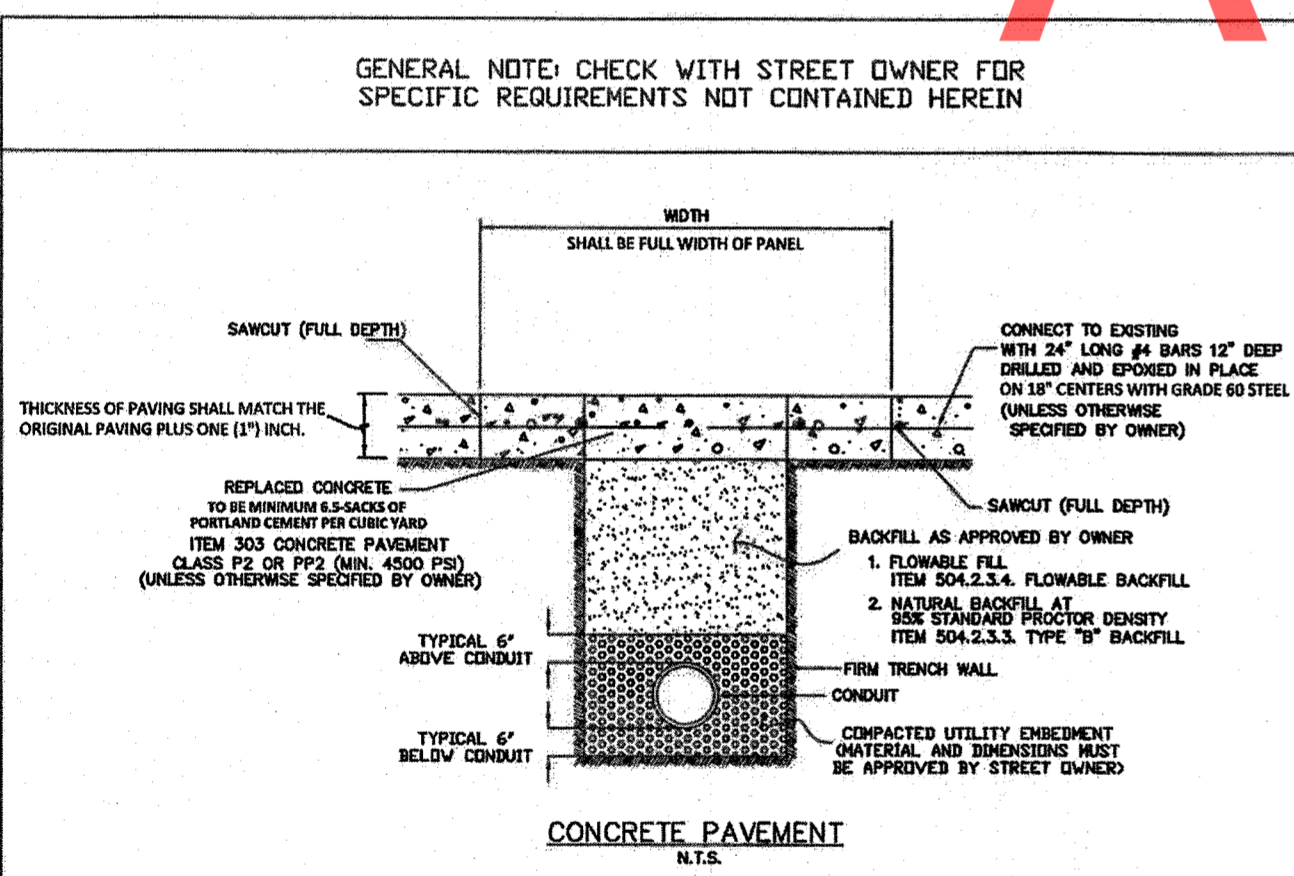 GENERAL NOTE: CHECK WITH STREET OWNER FOR
SPECIFIC REQUIREMENTS NOT CONTAINED HEREIN
WIDTH
SHALL BE FULL WIDTH OF PANEL
SAWCUT (FULL DEPTH)
CONNECT TO EXISTING
WITH 24" LONG #4 BARS 12" DEEP
DRILLED AND EPOXIED IN PLACE
ON 18" CENTERS WITH GRADE 60 STEEL
(UNLESS OTHERWISE
SPECIFIED BY OWNER)
THICKNESS OF PAVING SHALL MATCH THE
ORIGINAL PAVING PLUS ONE (1") INCH.
REPLACED CONCRETE
TO BE MINIMUM 6.5-SACKS OF
PORTLAND CEMENT PER CUBIC YARD
ITEM 303 CONCRETE PAVEMENT
CLASS P2 OR PP2 (MIN. 4500 PSI)
(UNLESS OTHERWISE SPECIFIED BY OWNER)
SAWCUT (FULL DEPTH)
BACKFILL AS APPROVED BY OWNER
1. FLOWABLE FILL
ITEM 504.2.3.4. FLOWABLE BACKFILL
2. NATURAL BACKFILL AT
95% STANDARD PROCTOR DENSITY
ITEM 504.2.3.3. TYPE "B" BACKFILL
TYPICAL 6"
ABOVE CONDUIT
FIRM TRENCH WALL
CONDUIT
TYPICAL 6"
BELOW CONDUIT
COMPACTED UTILITY EMBEDMENT
(MATERIAL AND DIMENSIONS MUST
BE APPROVED BY STREET OWNER)
CONCRETE PAVEMENT
N.T.S.